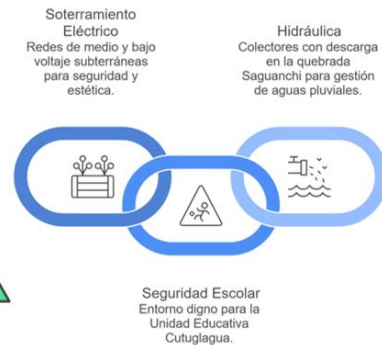 Soterramiento
Eléctrico
Redes de medio y bajo
voltaje subterráneas
para seguridad y
estética.
Hidráulica
Colectores con descarga
en la quebrada
Saguanchi para gestión
de aguas pluviales.
Seguridad Escolar
Entorno digno para la
Unidad Educativa
Cutuglagua.